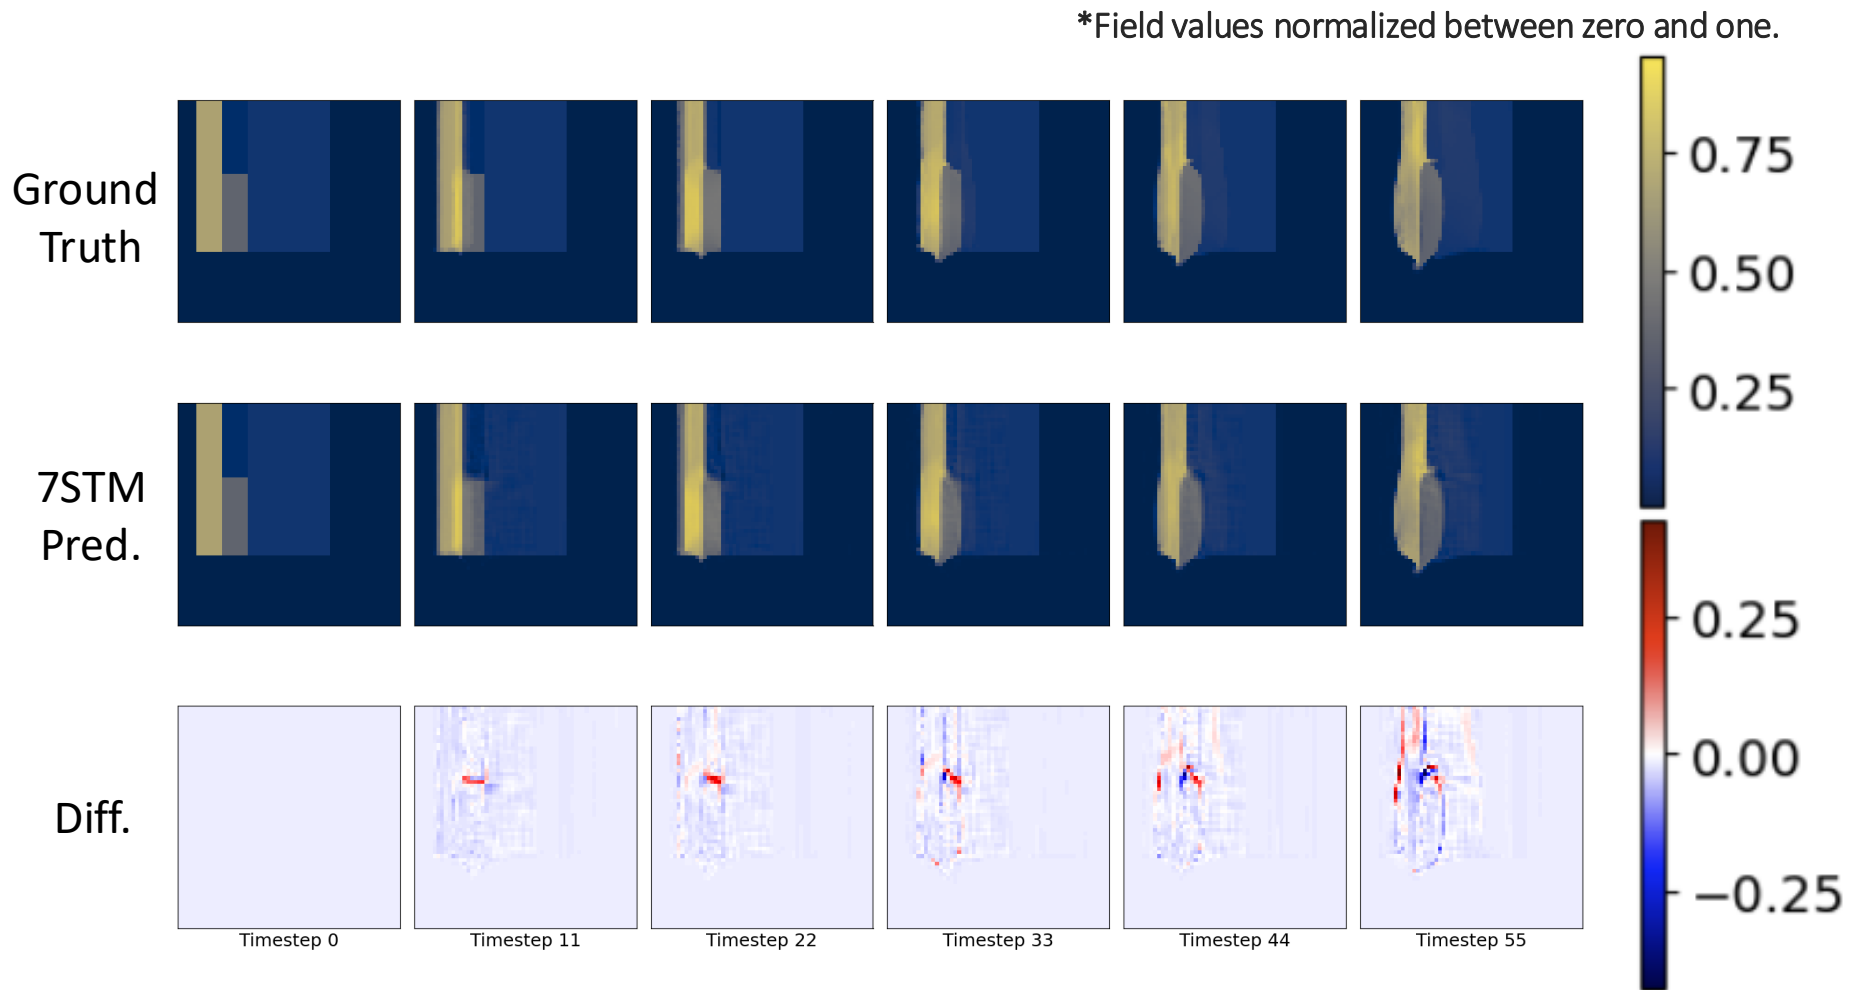 *Field values normalized between zero and one.
Ground
Truth
0.75
0.50
0.25
7STM
Pred.
Diff.
0.25
0.00
−0.25
Timestep 0
Timestep 11
Timestep 22
Timestep 33
Timestep 44
Timestep 55